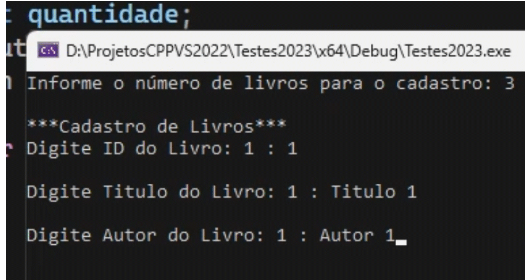 quantidade;
D:\ProjetosCPPVS2022\Testes2023\x64\Debug\Testes2023.exe
Informe o número de livros para o cadastro: 3
***Cadastro de Livros***
Digite ID do Livro: 1 : 1
Digite Titulo do Livro: 1 : Titulo 1
Digite Autor do Livro: 1 : Autor 1